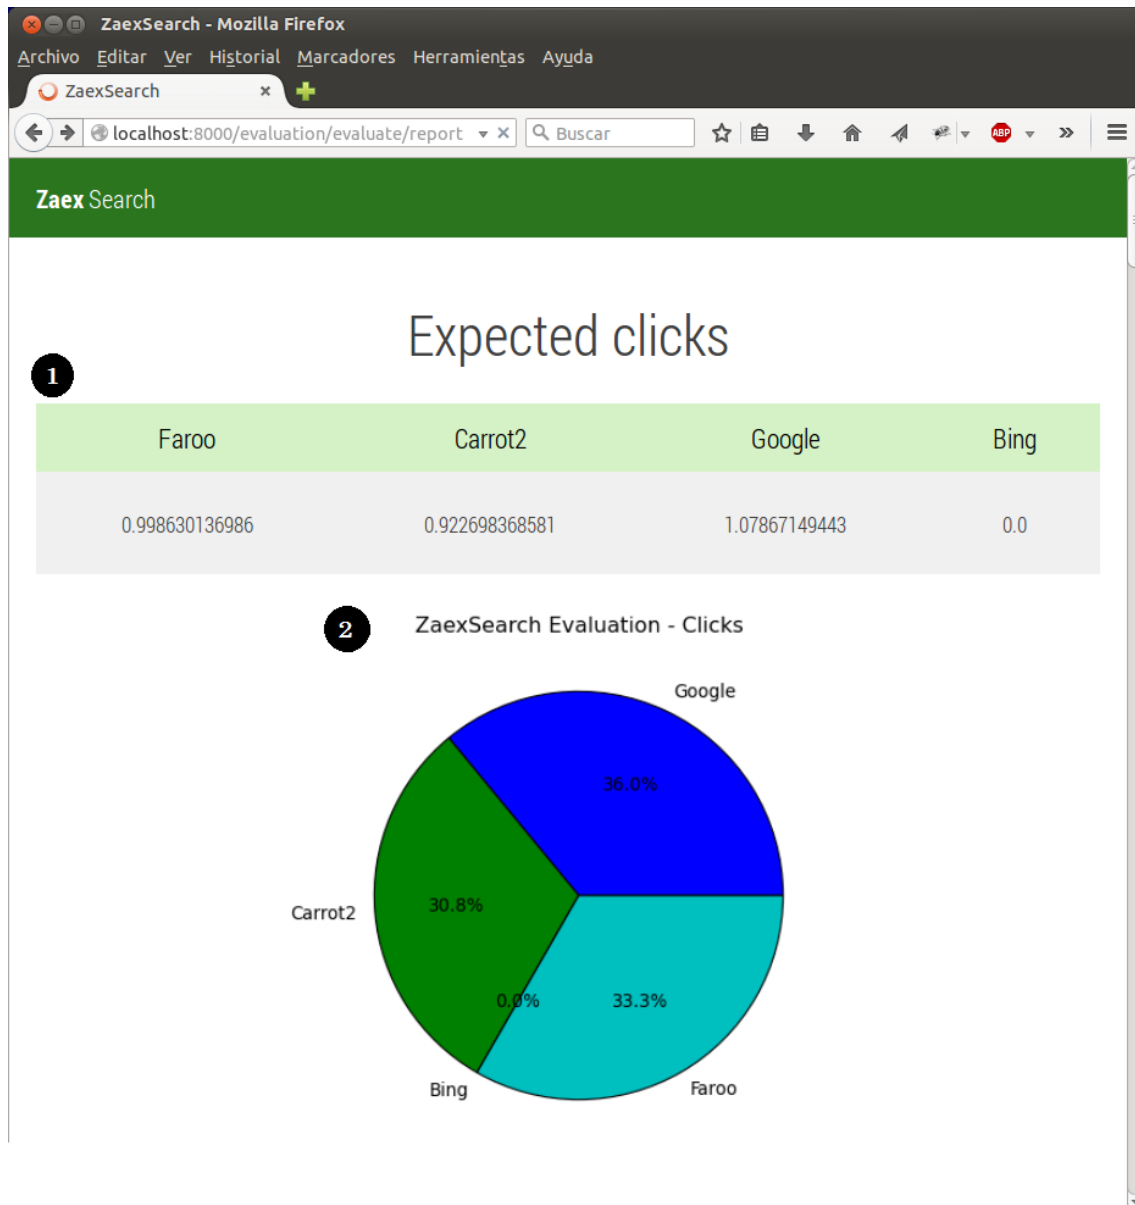 ZaexSearch - Mozilla Firefox
Archivo Editar Ver Historial Marcadores Herramientas Ayuda
ZaexSearch
localhost:8000/evaluation/evaluate/report Buscar ABP
Zaex Search
Expected clicks
1
Faroo Carrot2 Google Bing
0.998630136986 0.922698368581 1.07867149443 0.0
2 ZaexSearch Evaluation - Clicks
Google
36.0%
Carrot2 30.8%
0.0% 33.3%
Bing Faroo